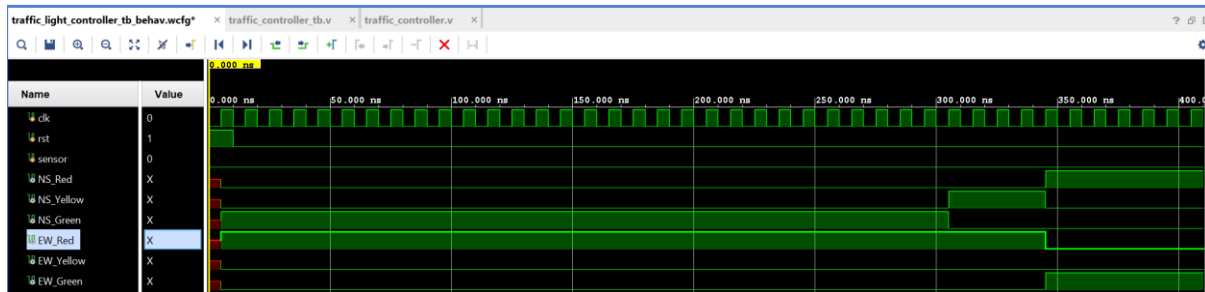 traffic_light_controller_tb_behav.wcfg* × traffic_controller_tb.v × traffic_controller.v ×
?
0.000 ns
Name Value 0.000 ns 50.000 ns 100.000 ns 150.000 ns 200.000 ns 250.000 ns 300.000 ns 350.000 ns 400.0
clk 0
rst 1
sensor 0
NS_Red X
NS_Yellow X
NS_Green X
EW_Red X
EW_Yellow X
EW_Green X